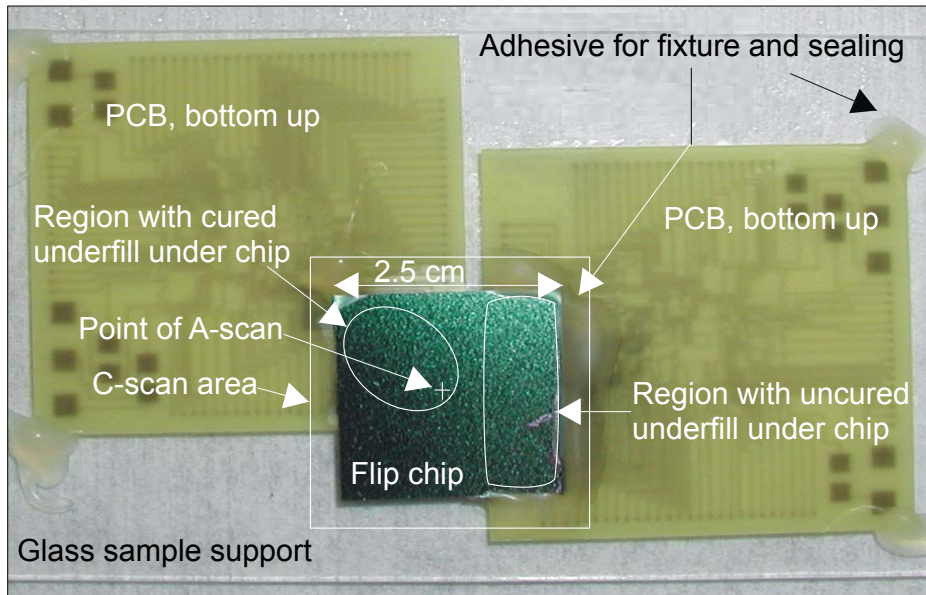 Adhesive for fixture and sealing
PCB, bottom up
Region with cured
underfill under chip
PCB, bottom up
2.5 cm
Point of A-scan
C-scan area
Region with uncured
underfill under chip
Flip chip
Glass sample support